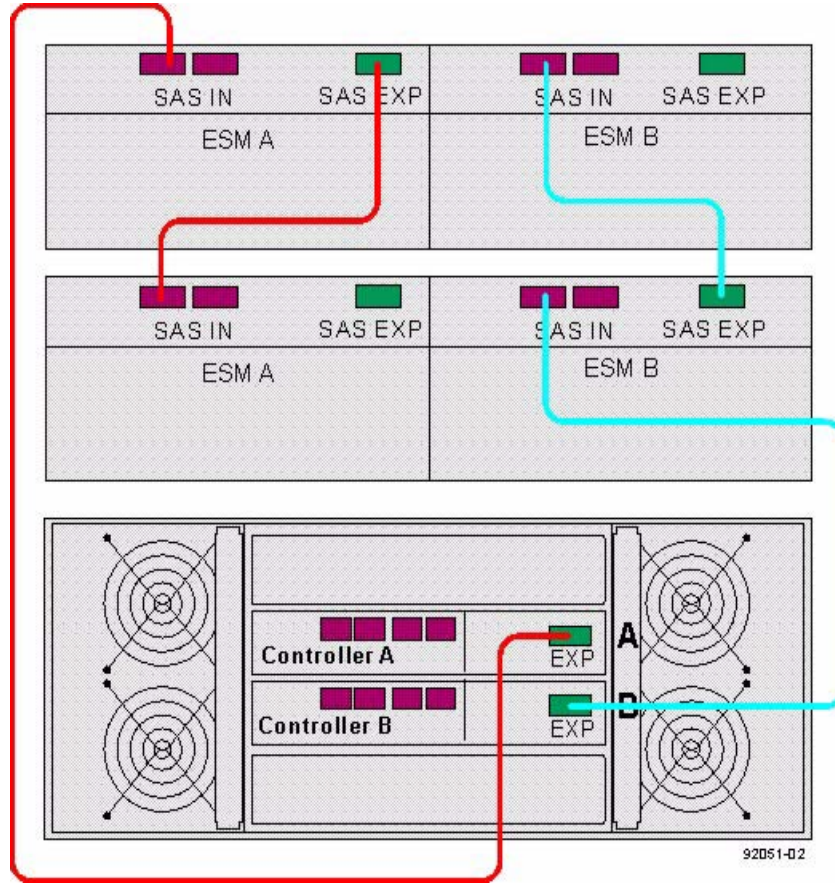 SAS IN SAS EXP SAS IN SAS EXP
ESM A ESM B
SAS IN SAS EXP SAS IN SAS EXP
ESM A ESM B
Controller A EXP A
Controller B EXP B
92051-02